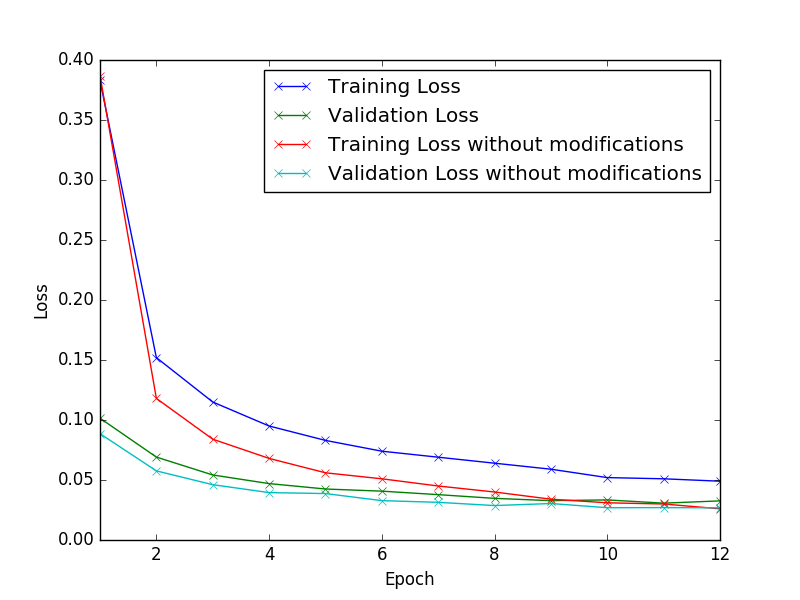 0.40
0.35
0.30
0.25
0.20
0.15
0.10
0.05
0.00
Loss
Training Loss
Validation Loss
Training Loss without modifications
Validation Loss without modifications
2 4 6 8 10 12
Epoch